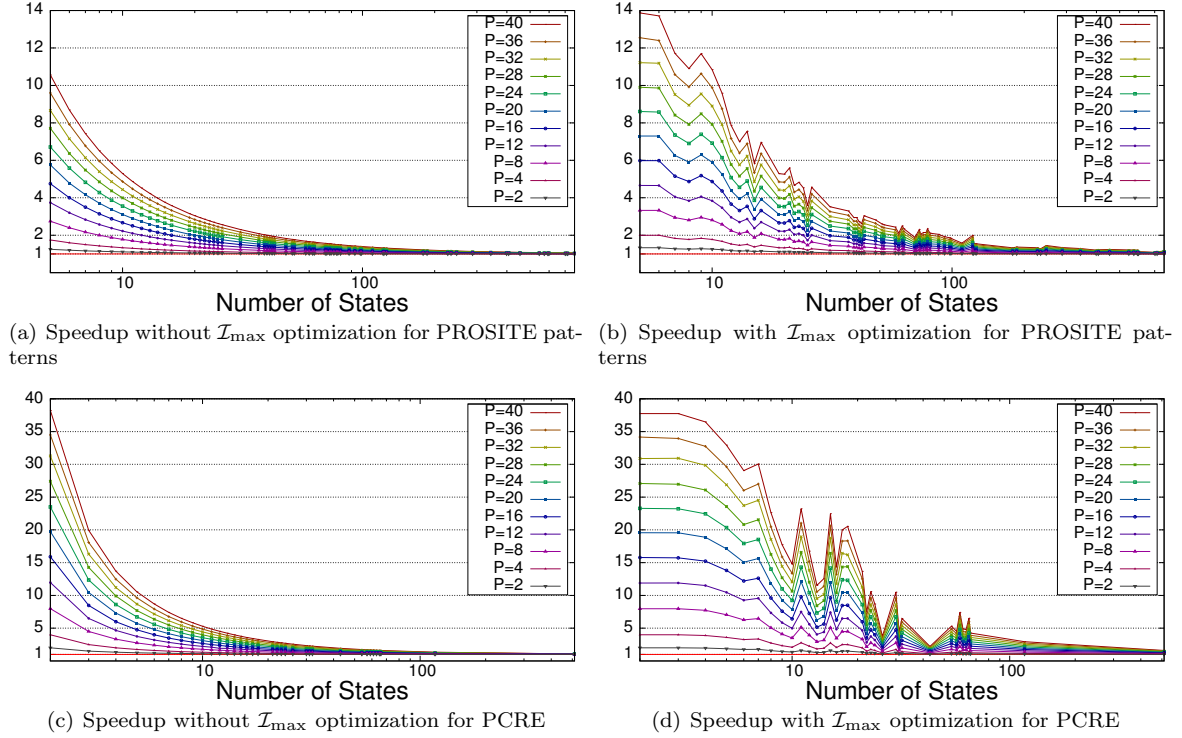 14
12
10
8
6
4
2
1
10
100
P=40
P=36
P=32
P=28
P=24
P=20
P=16
P=12
P=8
P=4
P=2
Number of States
(a) Speedup without ℐmax optimization for PROSITE pat-
terns
14
12
10
8
6
4
2
1
10
100
P=40
P=36
P=32
P=28
P=24
P=20
P=16
P=12
P=8
P=4
P=2
Number of States
(b) Speedup with ℐmax optimization for PROSITE pat-
terns
40
35
30
25
20
15
10
5
1
10
100
P=40
P=36
P=32
P=28
P=24
P=20
P=16
P=12
P=8
P=4
P=2
Number of States
(c) Speedup without ℐmax optimization for PCRE
40
35
30
25
20
15
10
5
1
10
100
P=40
P=36
P=32
P=28
P=24
P=20
P=16
P=12
P=8
P=4
P=2
Number of States
(d) Speedup with ℐmax optimization for PCRE